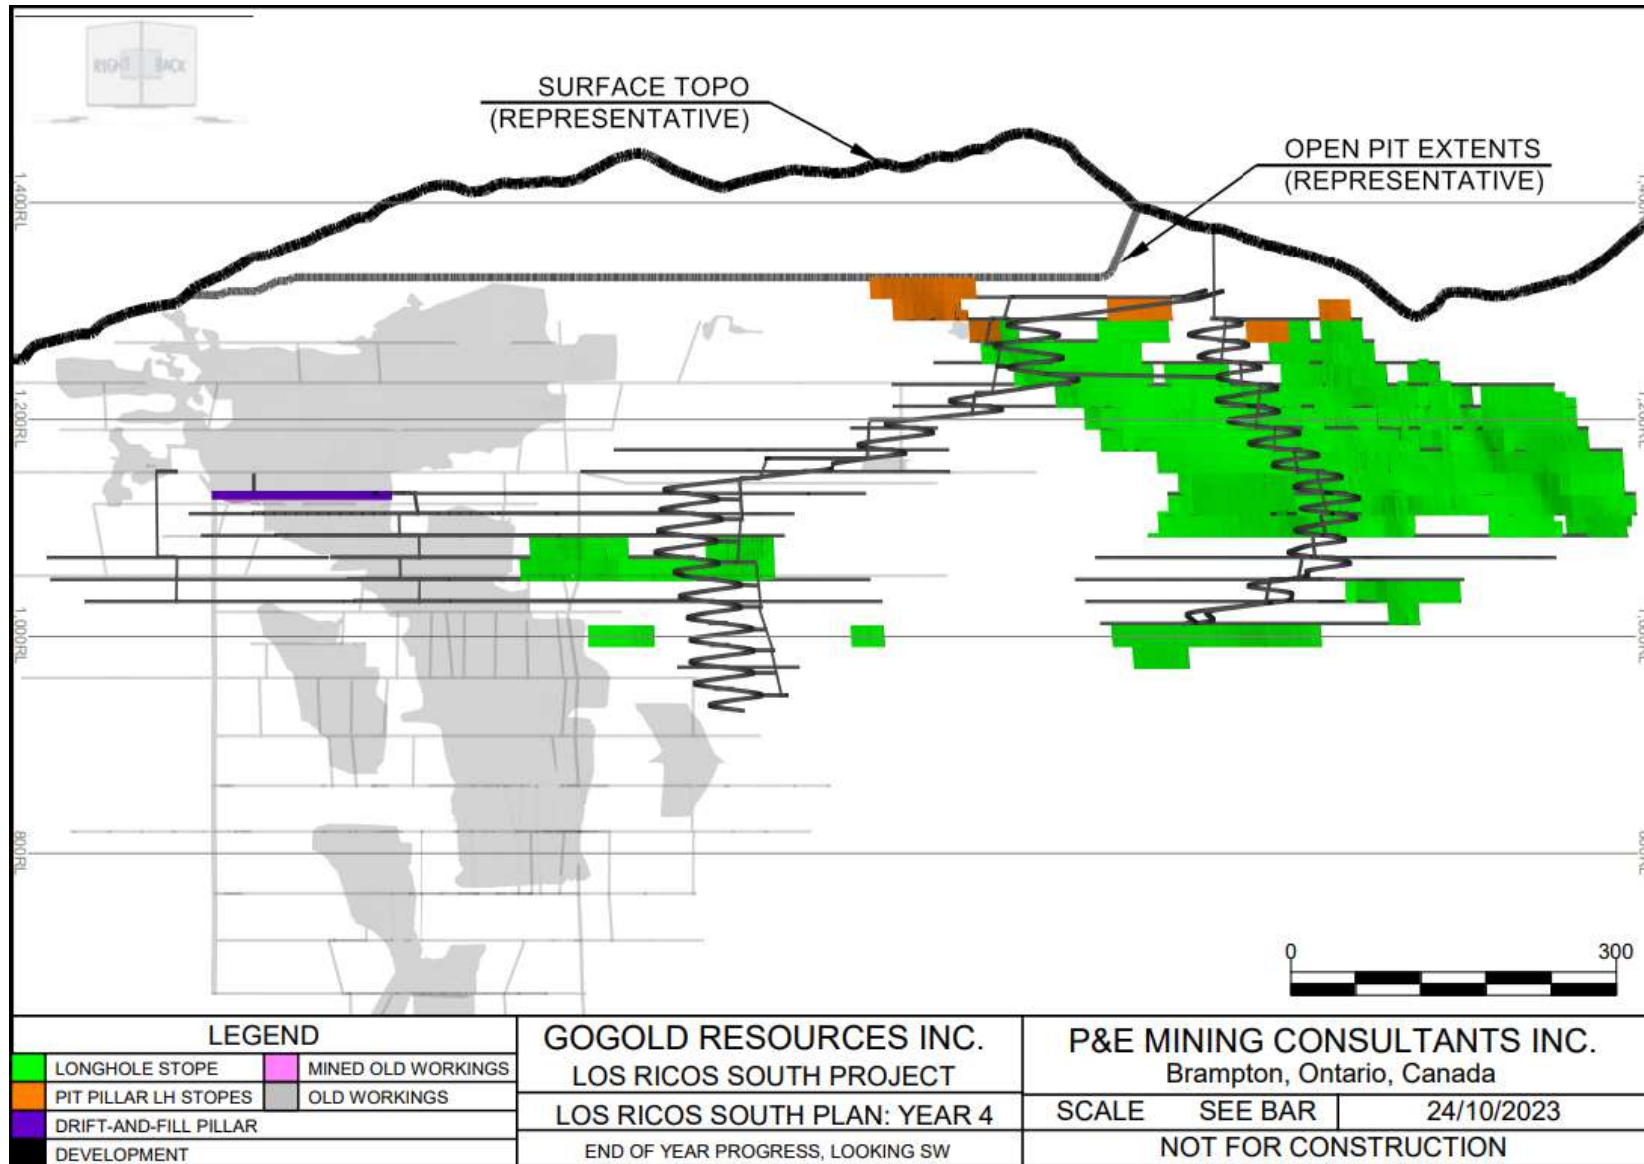 RIGHT BACK
SURFACE TOPO
(REPRESENTATIVE)
OPEN PIT EXTENTS
(REPRESENTATIVE)
1,400RL
1,200RL
1,000RL
800RL
0 300
LEGEND
LONGHOLE STOPE
MINED OLD WORKINGS
PIT PILLAR LH STOPES
OLD WORKINGS
DRIFT-AND-FILL PILLAR
DEVELOPMENT
GOGOLD RESOURCES INC.
LOS RICOS SOUTH PROJECT
LOS RICOS SOUTH PLAN: YEAR 4
END OF YEAR PROGRESS, LOOKING SW
P&E MINING CONSULTANTS INC.
Brampton, Ontario, Canada
SCALE SEE BAR 24/10/2023
NOT FOR CONSTRUCTION